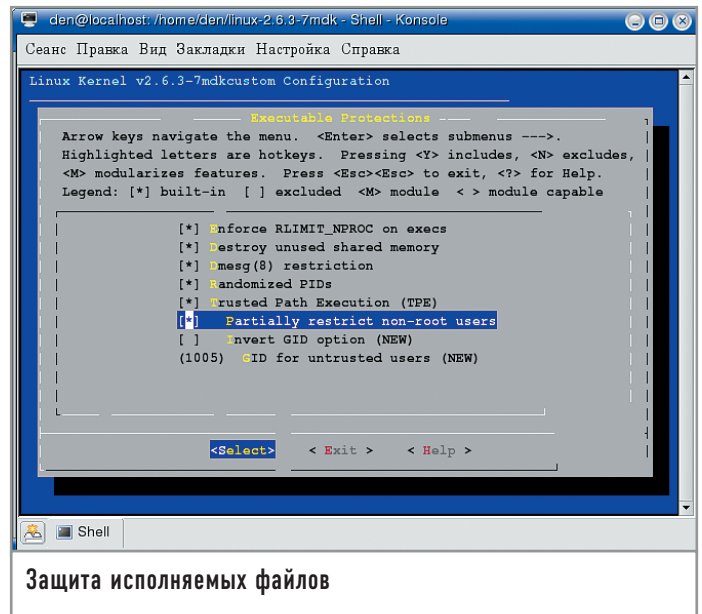 den@localhost: /home/den/linux-2.6.3-7mdk - Shell - Konsole
Сеанс Правка Вид Закладки Настройка Справка
Linux Kernel v2.6.3-7mdkcustom Configuration
Executable Protections
Arrow keys navigate the menu. <Enter> selects submenus --->.
Highlighted letters are hotkeys. Pressing <Y> includes, <N> excludes,
<M> modularizes features. Press <Esc><Esc> to exit, <?> for Help.
Legend: [*] built-in [ ] excluded <M> module < > module capable
[*] Enforce RLIMIT_NPROC on execs
[*] Destroy unused shared memory
[*] Dmesg(8) restriction
[*] Randomized PIDs
[*] Trusted Path Execution (TPE)
[*] Partially restrict non-root users
[ ] Invert GID option (NEW)
(1005) GID for untrusted users (NEW)
<Select> < Exit > < Help >
Shell
Защита исполняемых файлов